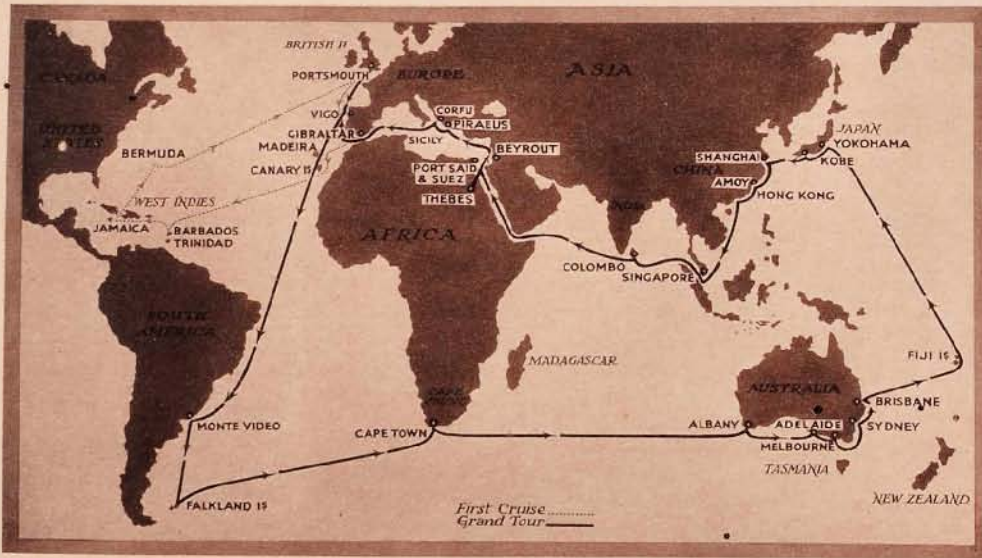 BRITISH IS
PORTSMOUTH
EUROPE
ASIA
CANADA
UNITED
STATES
VIGO
CORFU
PIRAEUS
GIBRALTAR
SICILY
MADEIRA
BERMUDA
BEYROUT
CANARY IS
PORT SAID
& SUEZ
THEBES
JAPAN
YOKOHAMA
KOBE
SHANGHAI
CHINA
AMOY
HONG KONG
WEST INDIES
JAMAICA
BARBADOS
TRINIDAD
INDIA
AFRICA
COLOMBO
SINGAPORE
SOUTH
AMERICA
MADAGASCAR
FIJI IS
AUSTRALIA
BRISBANE
MONTE VIDEO
CAPE TOWN
ALBANY
ADELAIDE
SYDNEY
MELBOURNE
TASMANIA
NEW ZEALAND
FALKLAND IS
First Cruise
Grand Tour